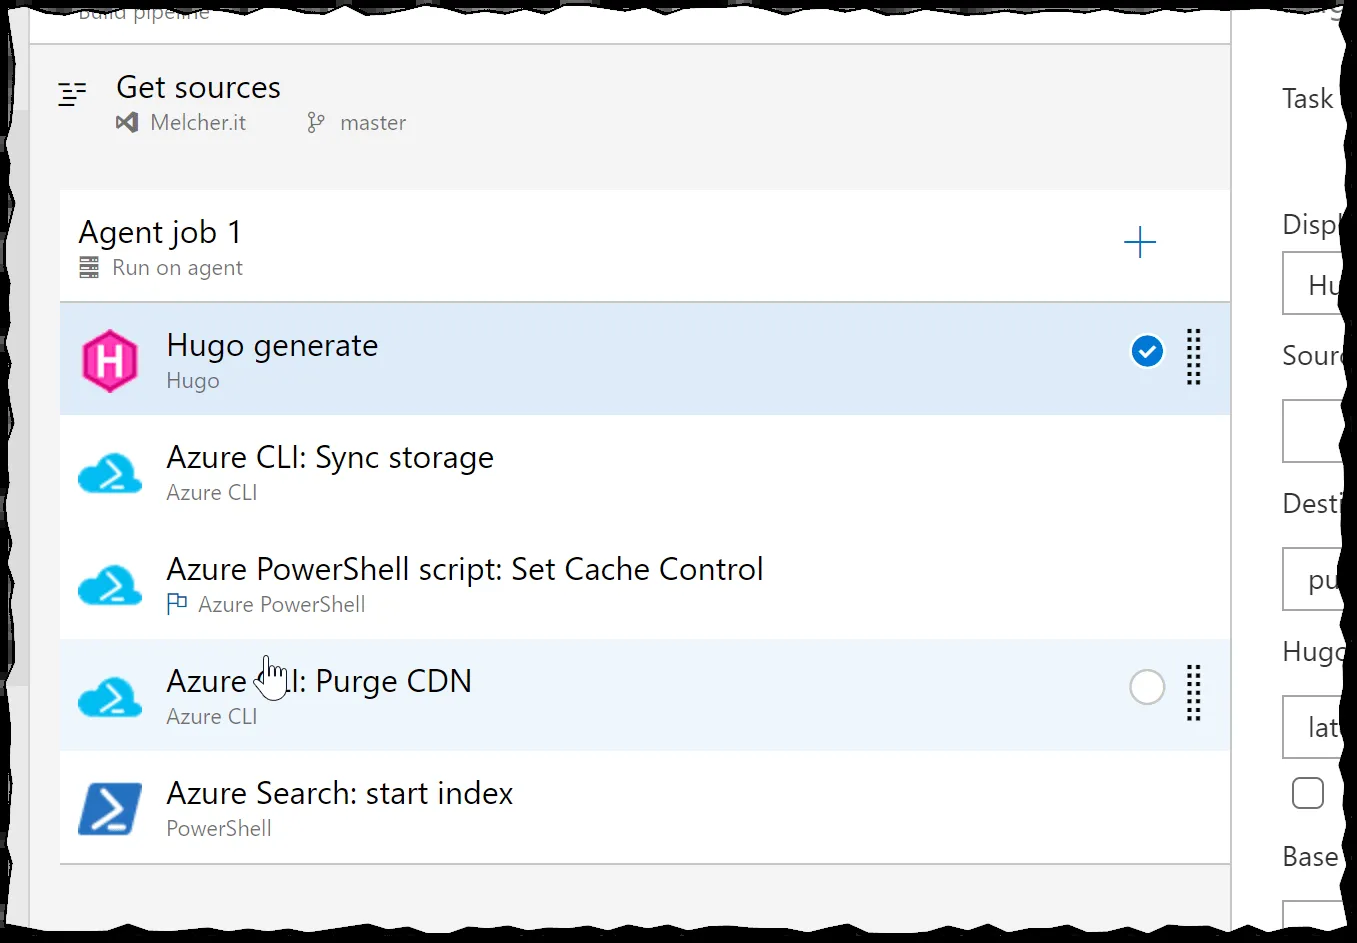 Build pipeline
Get sources
Melcher.it master
Agent job 1
Run on agent
Hugo generate
Hugo
Azure CLI: Sync storage
Azure CLI
Azure PowerShell script: Set Cache Control
Azure PowerShell
Azure CLI: Purge CDN
Azure CLI
Azure Search: start index
PowerShell
Task
Disp
Hu
Sour
Desti
pu
Hugo
lat
Base